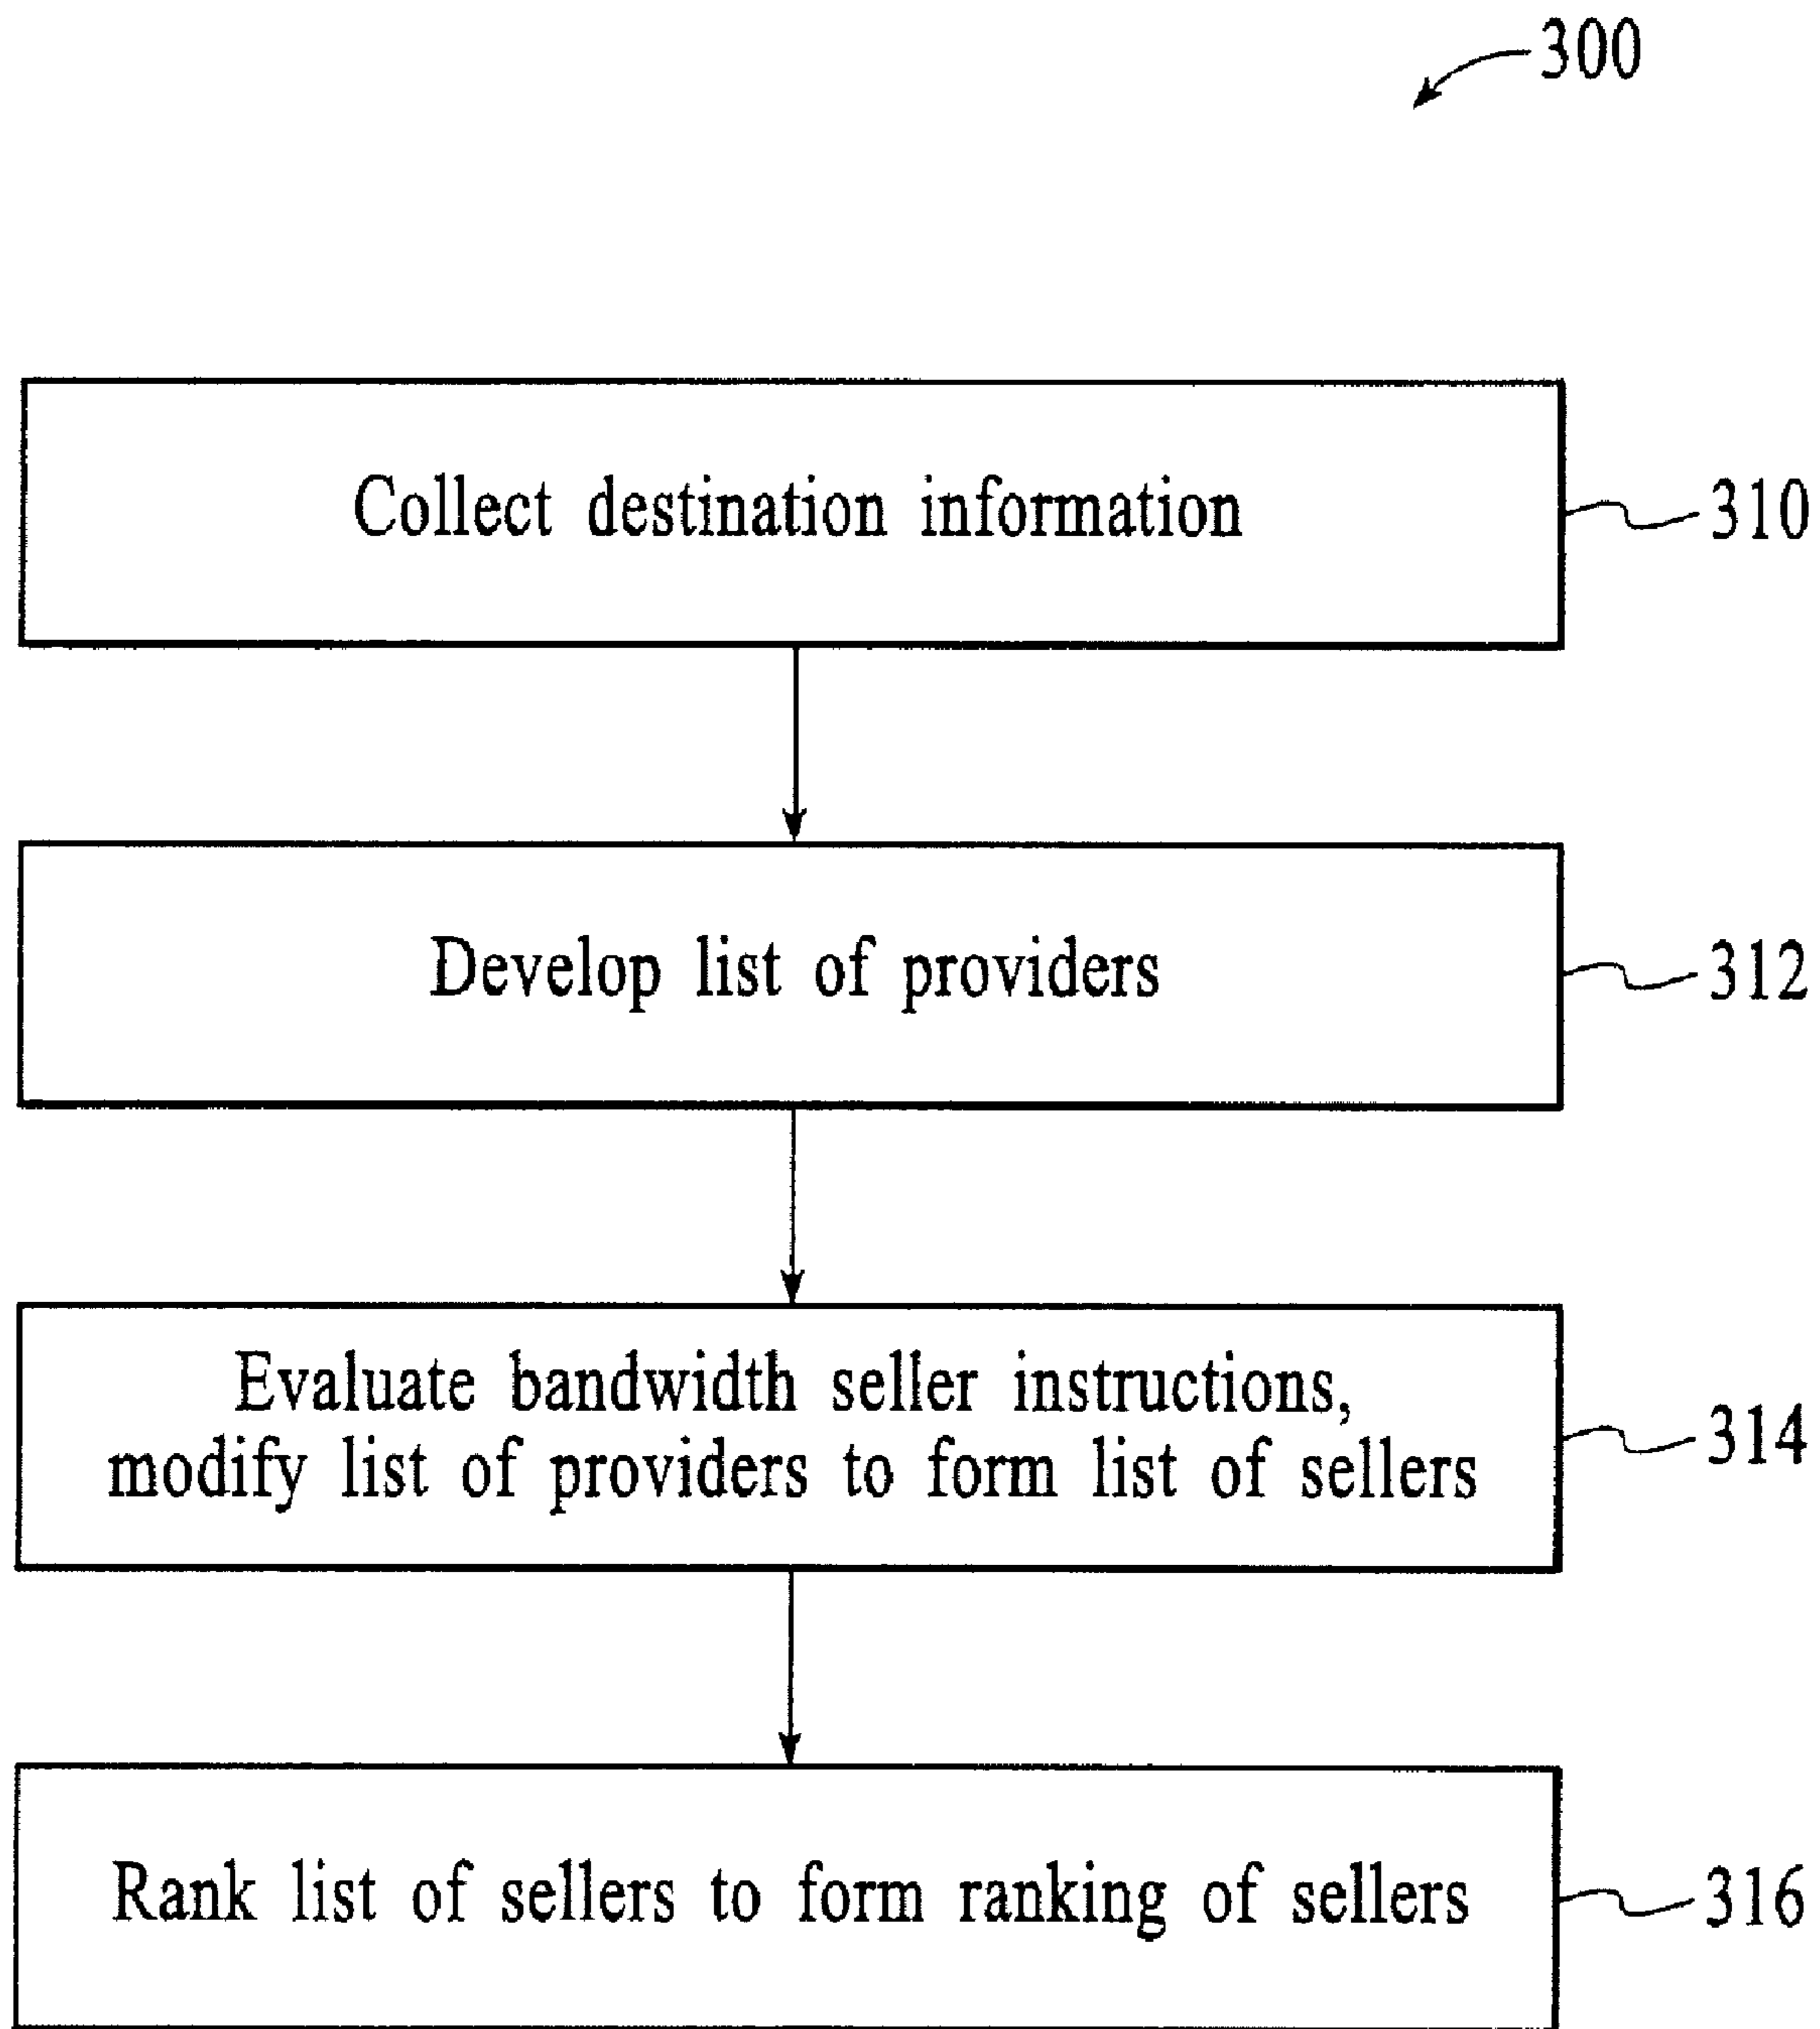 300
Collect destination information
310
Develop list of providers
312
Evaluate bandwidth seller instructions,
modify list of providers to form list of sellers
314
Rank list of sellers to form ranking of sellers
316